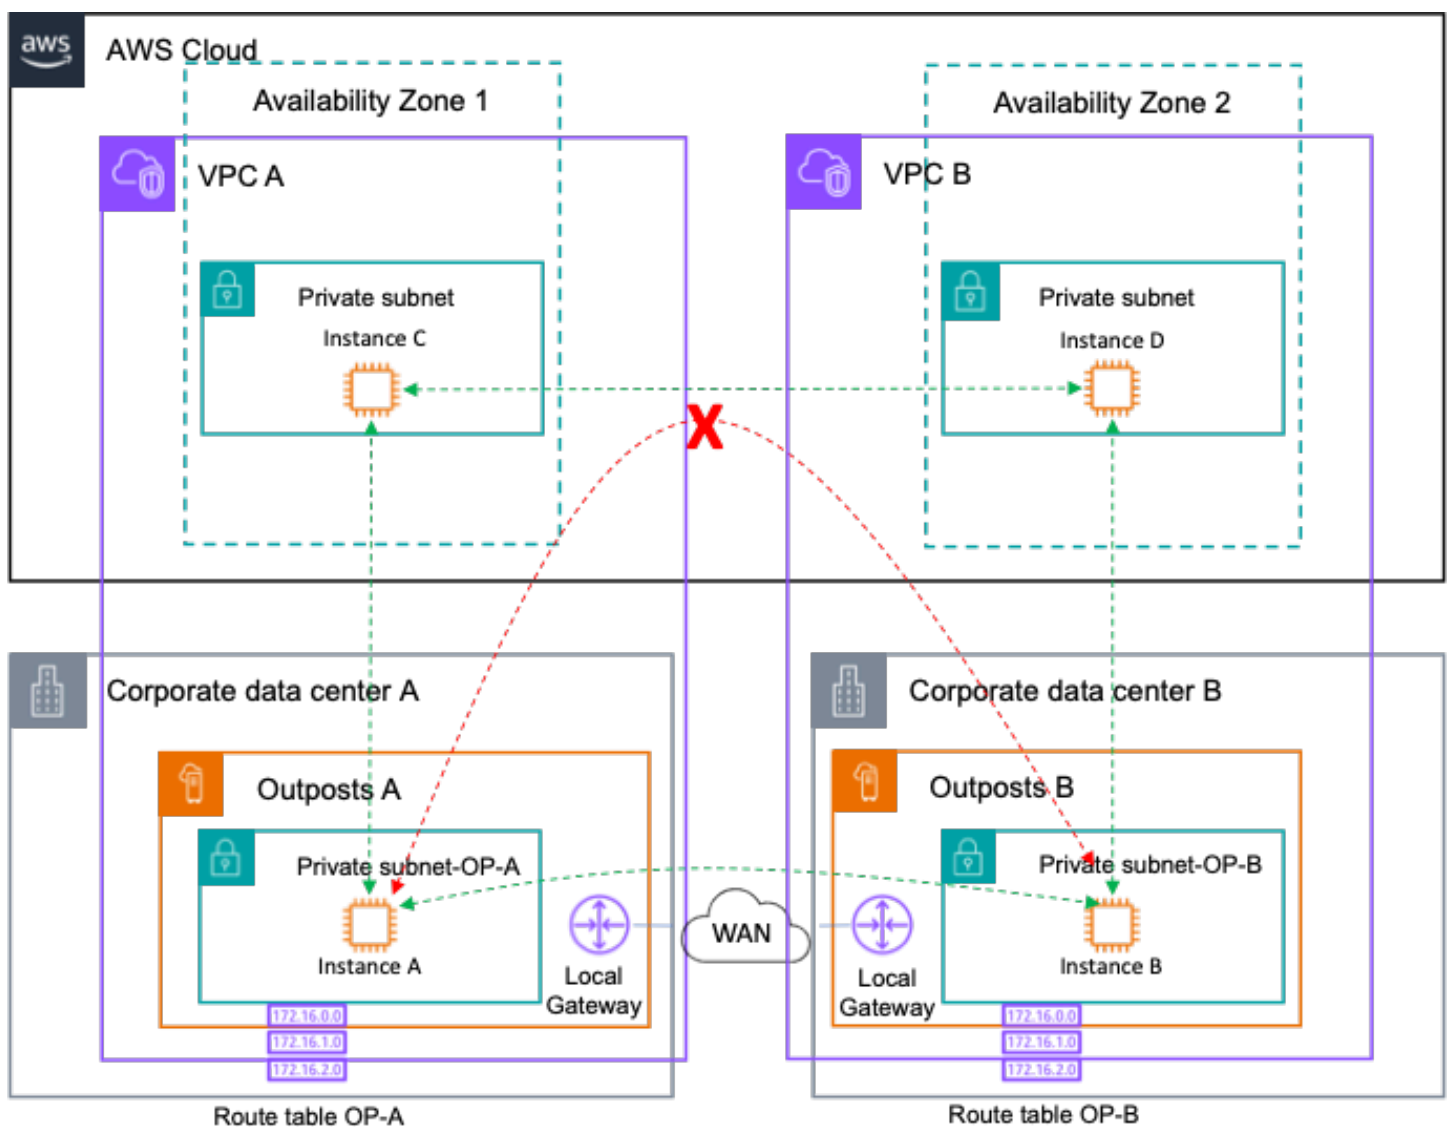 aws
AWS Cloud
Availability Zone 1
Availability Zone 2
VPC A
VPC B
Private subnet
Instance C
Private subnet
Instance D
X
Corporate data center A
Corporate data center B
Outposts A
Outposts B
Private subnet-OP-A
Private subnet-OP-B
Instance A
Local
Gateway
WAN
Local
Gateway
Instance B
172.16.0.0
172.16.1.0
172.16.2.0
172.16.0.0
172.16.1.0
172.16.2.0
Route table OP-A
Route table OP-B